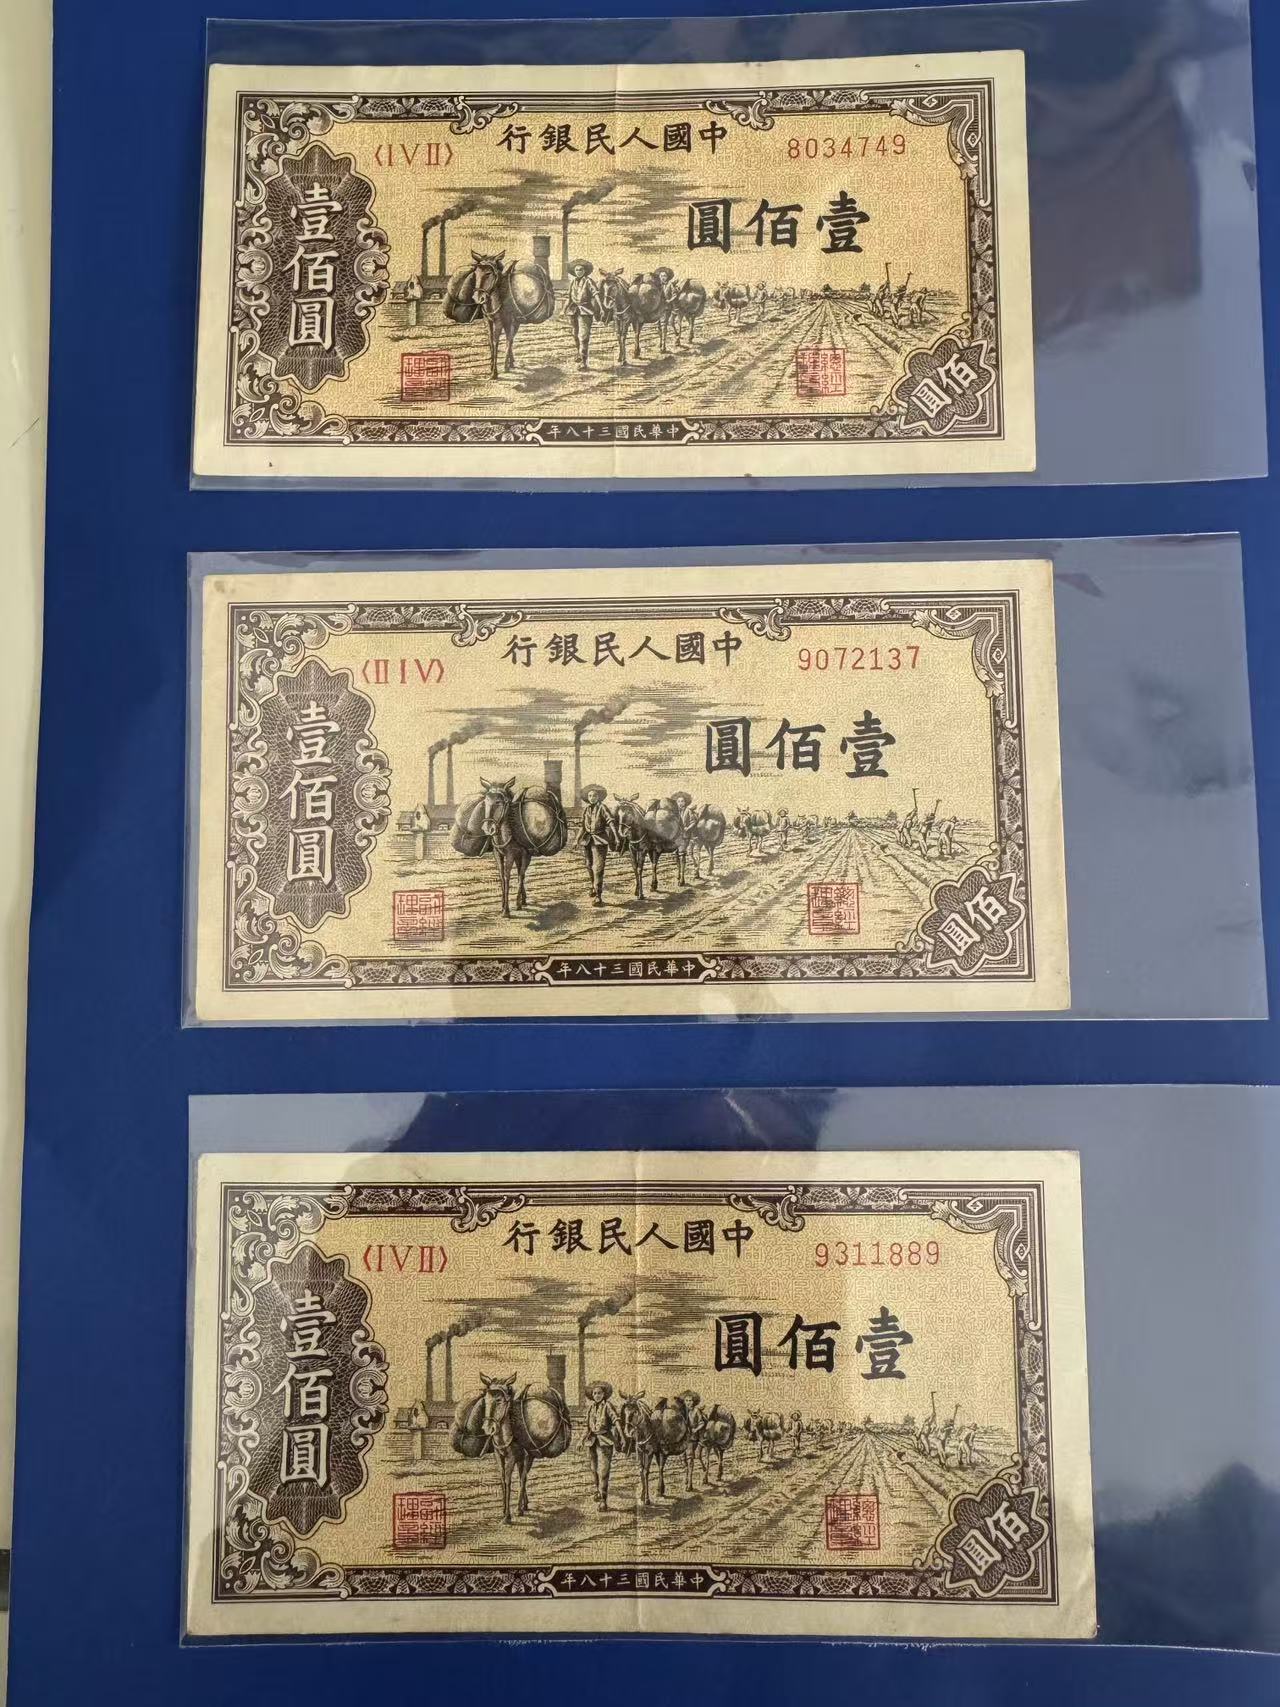 中國人民銀行
〈ⅠⅤⅡ〉
8034749
壹佰圓
壹佰圓
佰圓
中華民國三十八年
中國人民銀行
〈ⅡⅠⅤ〉
9072137
壹佰圓
壹佰圓
佰圓
中華民國三十八年
中國人民銀行
〈ⅠⅤⅢ〉
9311889
壹佰圓
壹佰圓
佰圓
中華民國三十八年